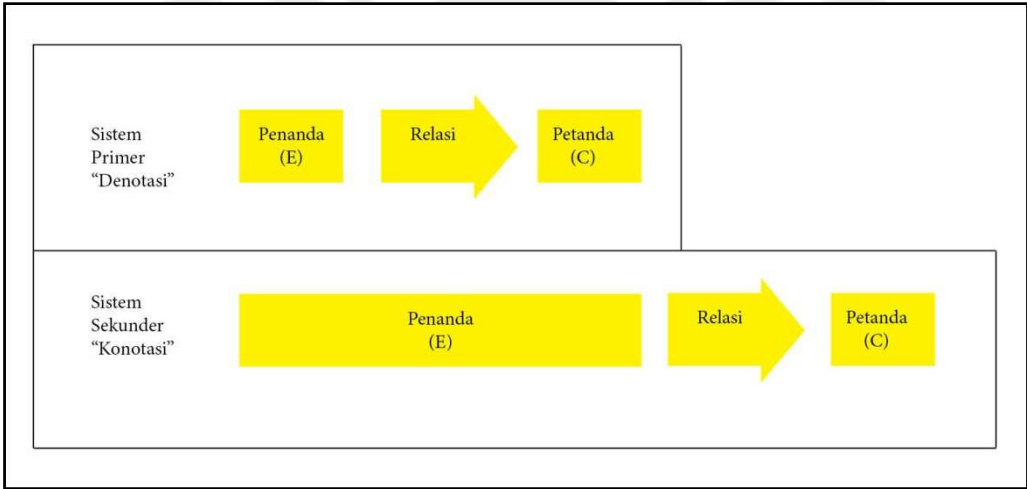 Sistem
Primer
“Denotasi”
Penanda
(E)
Relasi
Petanda
(C)
Sistem
Sekunder
“Konotasi”
Penanda
(E)
Relasi
Petanda
(C)